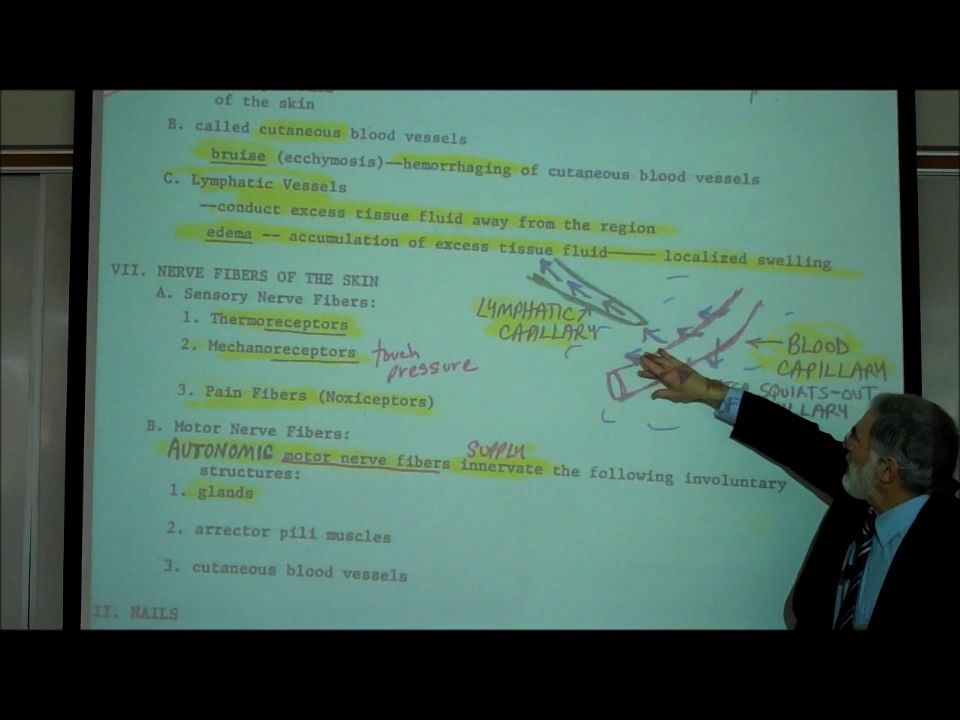 of the skin
B. called cutaneous blood vessels
bruise (ecchymosis)—hemorrhaging of cutaneous blood vessels
C. Lymphatic Vessels
--conduct excess tissue fluid away from the region
edema -- accumulation of excess tissue fluid—— localized swelling
VII. NERVE FIBERS OF THE SKIN
A. Sensory Nerve Fibers:
1. Thermoreceptors
2. Mechanoreceptors touch
pressure
LYMPHATIC
CAPILLARY
BLOOD
CAPILLARY
SQUIRTS-OUT
3. Pain Fibers (Noxiceptors)
B. Motor Nerve Fibers:
SUPPLY
AUTONOMIC motor nerve fibers innervate the following involuntary
structures:
1. glands
2. arrector pili muscles
3. cutaneous blood vessels
II. NAILS